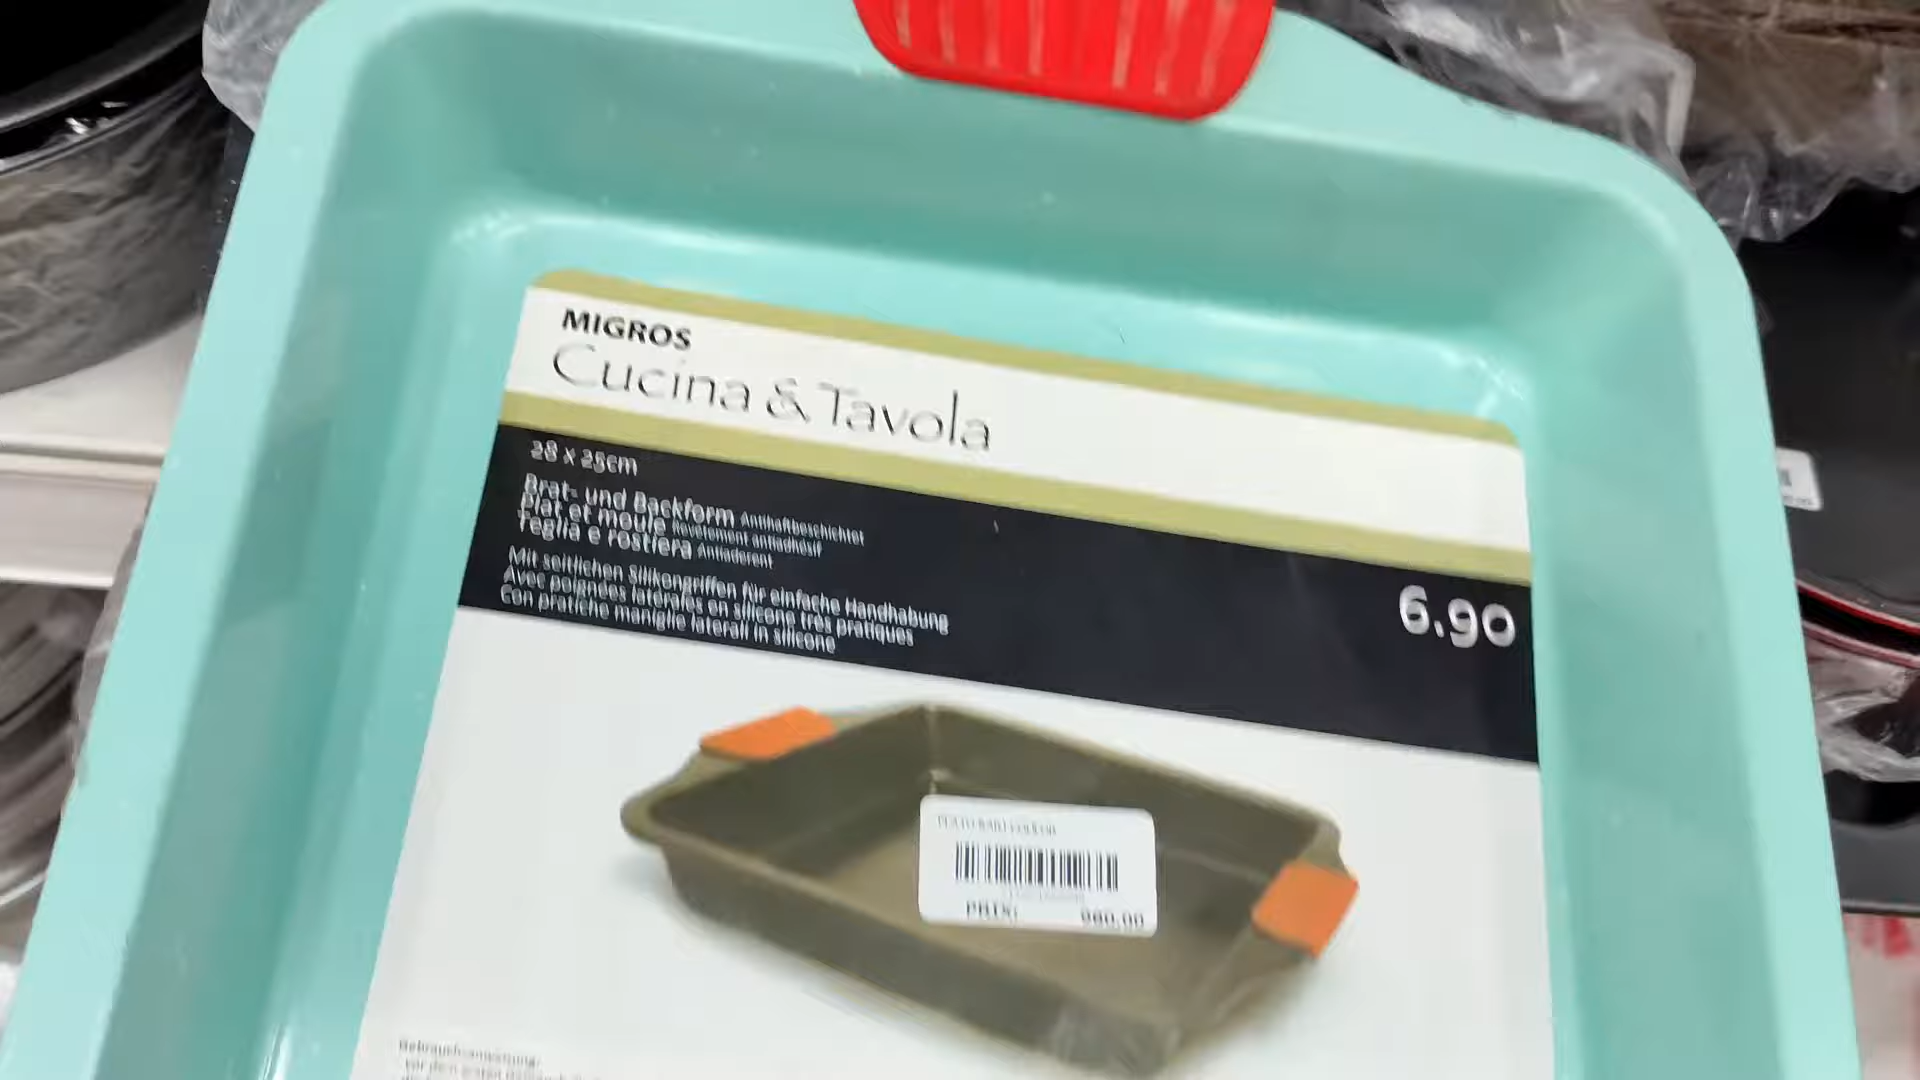 MIGROS
Cucina & Tavola
28 x 25cm
Brat- und Backform Antihaftbeschichtet
Plat et moule Revêtement antiadhésif
Teglia e rostiera Antiaderent
Mit seitlichen Silikongriffen für einfache Handhabung
Avec poignées latérales en silicone très pratiques
Con pratiche maniglie laterali in silicone
6.90
PRIX:
Gebrauchsanweisung: